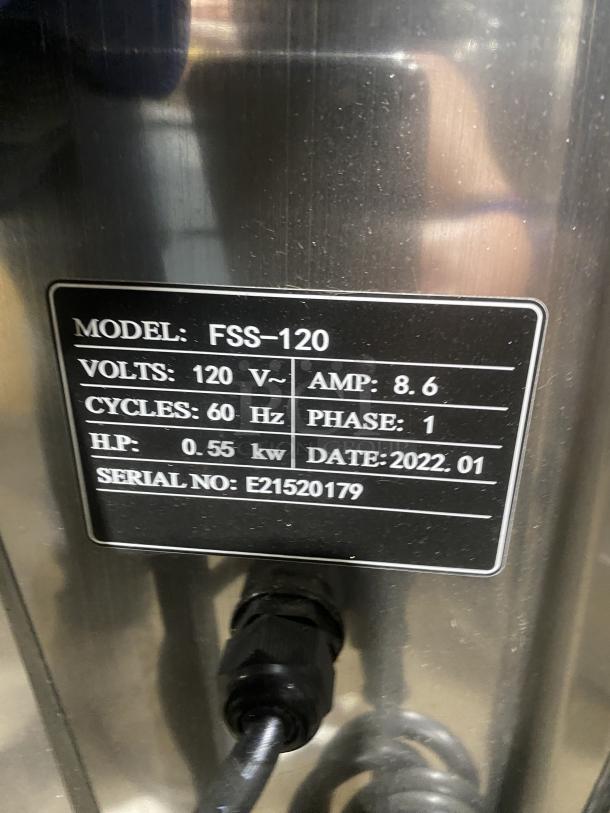 MODEL: FSS-120
VOLTS: 120 V~ AMP: 8.6
CYCLES: 60 Hz PHASE: 1
H.P: 0.55 kw DATE: 2022.01
SERIAL NO: E21520179